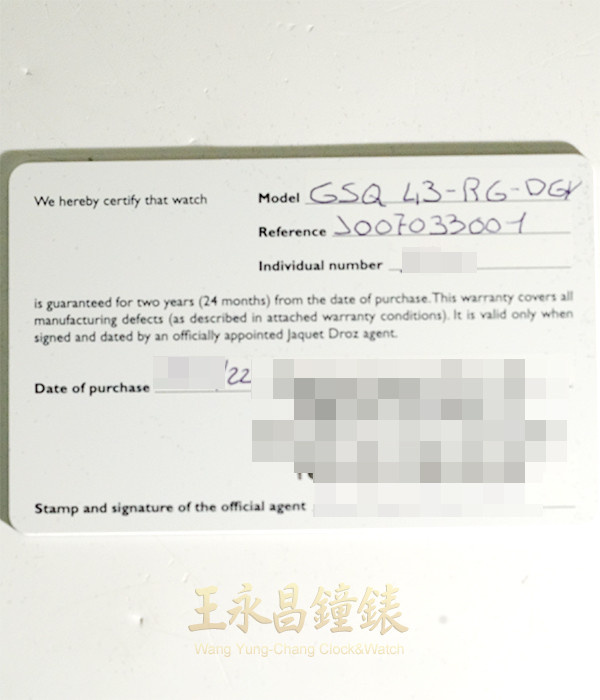 We hereby certify that watch
Model GSQ 43-RG-DGV
Reference J007033001
Individual number
is guaranteed for two years (24 months) from the date of purchase. This warranty covers all
manufacturing defects (as described in attached warranty conditions). It is valid only when
signed and dated by an officially appointed Jaquet Droz agent.
Date of purchase /22
Stamp and signature of the official agent
王永昌鐘錶
Wang Yung-Chang Clock&Watch